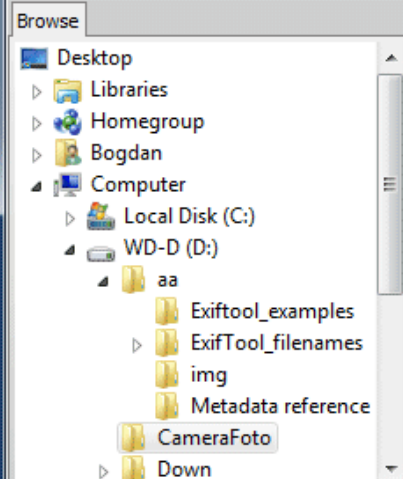 Browse
Desktop
Libraries
Homegroup
Bogdan
Computer
Local Disk (C:)
WD-D (D:)
aa
Exiftool_examples
ExifTool_filenames
img
Metadata reference
CameraFoto
Down